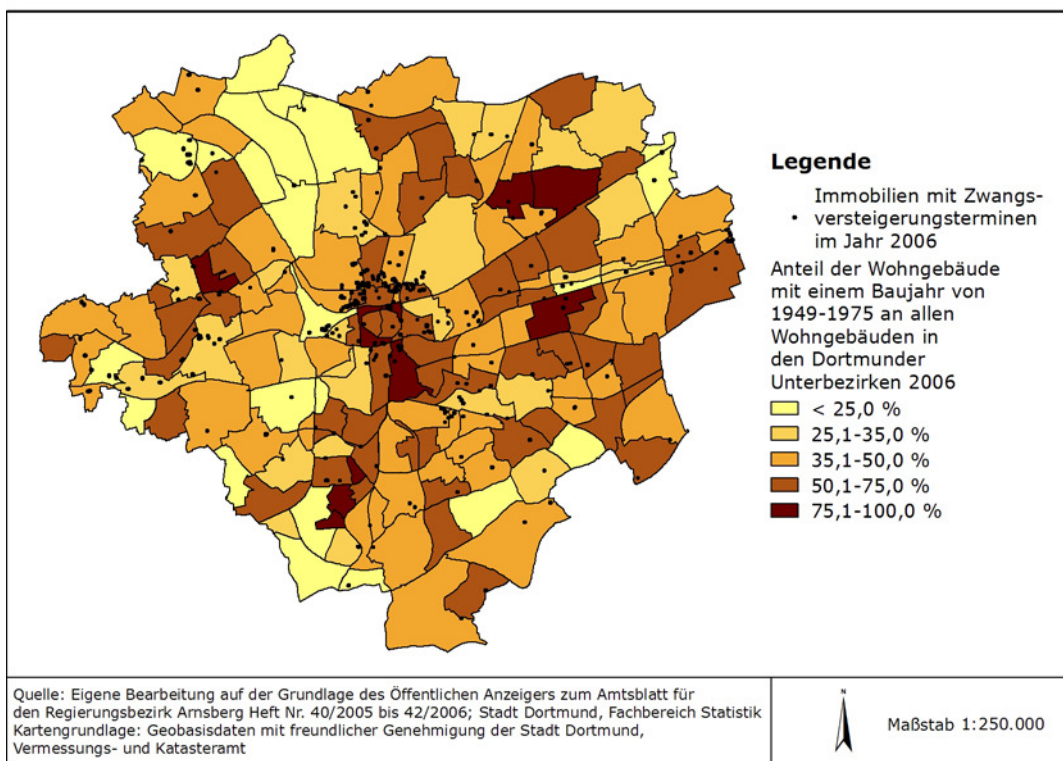 Legende
Immobilien mit Zwangs-
versteigerungsterminen
im Jahr 2006
Anteil der Wohngebäude
mit einem Baujahr von
1949-1975 an allen
Wohngebäuden in
den Dortmunder
Unterbezirken 2006
< 25,0 %
25,1-35,0 %
35,1-50,0 %
50,1-75,0 %
75,1-100,0 %
Quelle: Eigene Bearbeitung auf der Grundlage des Öffentlichen Anzeigers zum Amtsblatt für
den Regierungsbezirk Arnsberg Heft Nr. 40/2005 bis 42/2006; Stadt Dortmund, Fachbereich Statistik
Kartengrundlage: Geobasisdaten mit freundlicher Genehmigung der Stadt Dortmund,
Vermessungs- und Katasteramt
N
Maßstab 1:250.000